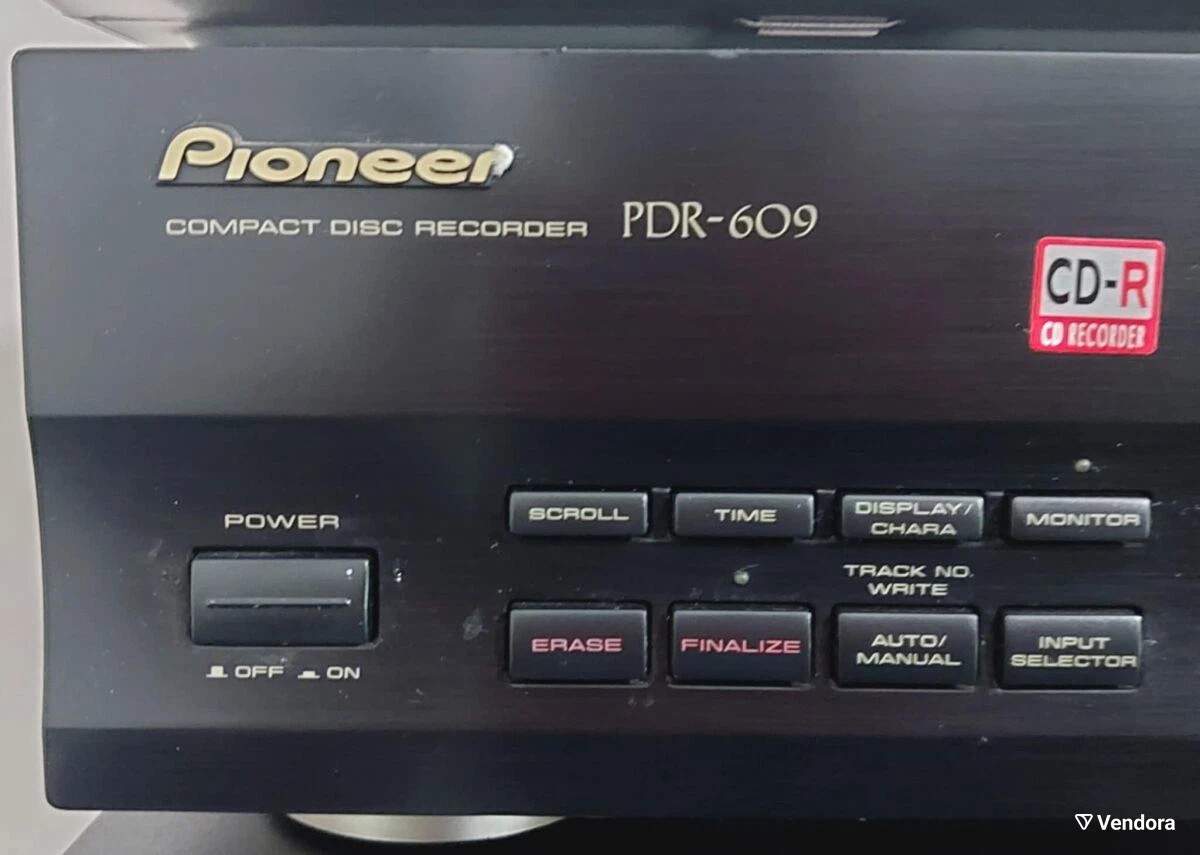 Pioneer
COMPACT DISC RECORDER PDR-609
CD-R
CD RECORDER
POWER
OFF ON
SCROLL
TIME
DISPLAY/
CHARA
MONITOR
TRACK NO.
WRITE
ERASE
FINALIZE
AUTO/
MANUAL
INPUT
SELECTOR
Vendora